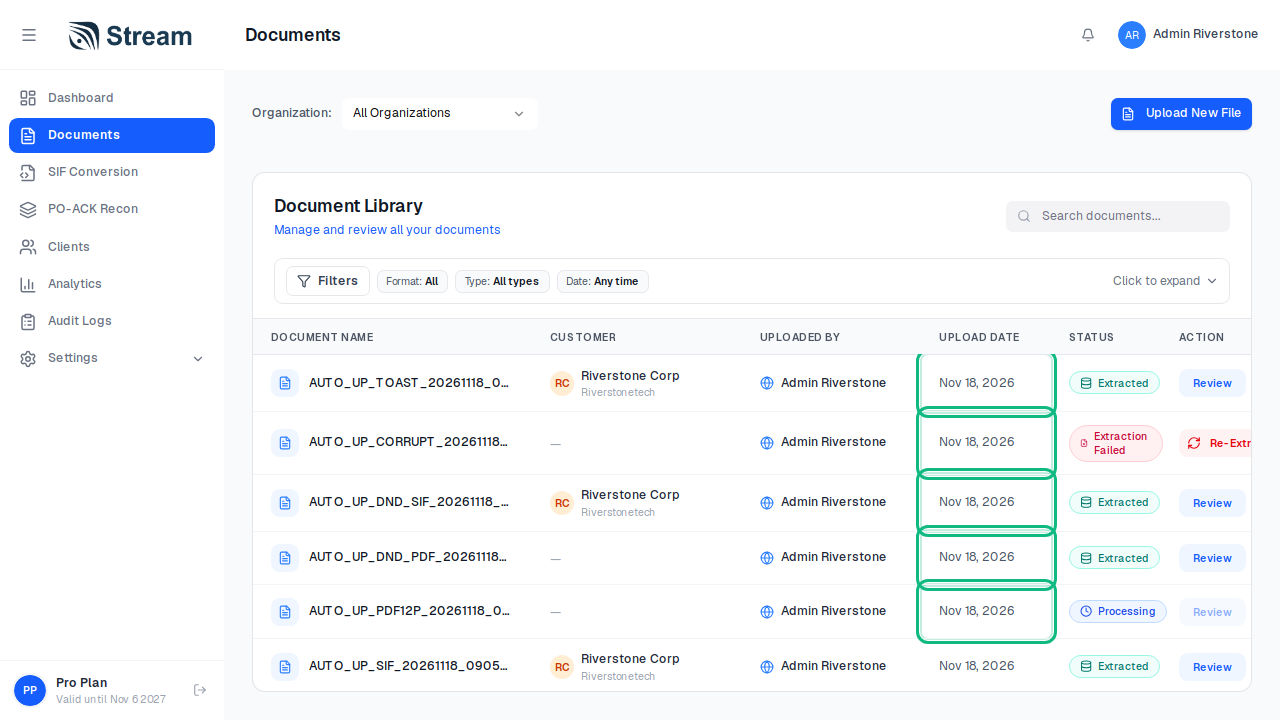 Stream
Documents
AR Admin Riverstone
Dashboard
Documents
SIF Conversion
PO-ACK Recon
Clients
Analytics
Audit Logs
Settings
PP Pro Plan
Valid until Nov 6 2027
Organization: All Organizations
Upload New File
Document Library
Manage and review all your documents
Search documents...
Filters Format: All Type: All types Date: Any time Click to expand
DOCUMENT NAME CUSTOMER UPLOADED BY UPLOAD DATE STATUS ACTION
AUTO_UP_TOAST_20261118_0... RC Riverstone Corp Admin Riverstone Nov 18, 2026 Extracted Review
Riverstonetech
AUTO_UP_CORRUPT_20261118... — Admin Riverstone Nov 18, 2026 Extraction Failed Re-Extr
AUTO_UP_DND_SIF_20261118_... RC Riverstone Corp Admin Riverstone Nov 18, 2026 Extracted Review
Riverstonetech
AUTO_UP_DND_PDF_20261118... — Admin Riverstone Nov 18, 2026 Extracted Review
AUTO_UP_PDF12P_20261118_0... — Admin Riverstone Nov 18, 2026 Processing Review
AUTO_UP_SIF_20261118_0905... RC Riverstone Corp Admin Riverstone Nov 18, 2026 Extracted Review
Riverstonetech